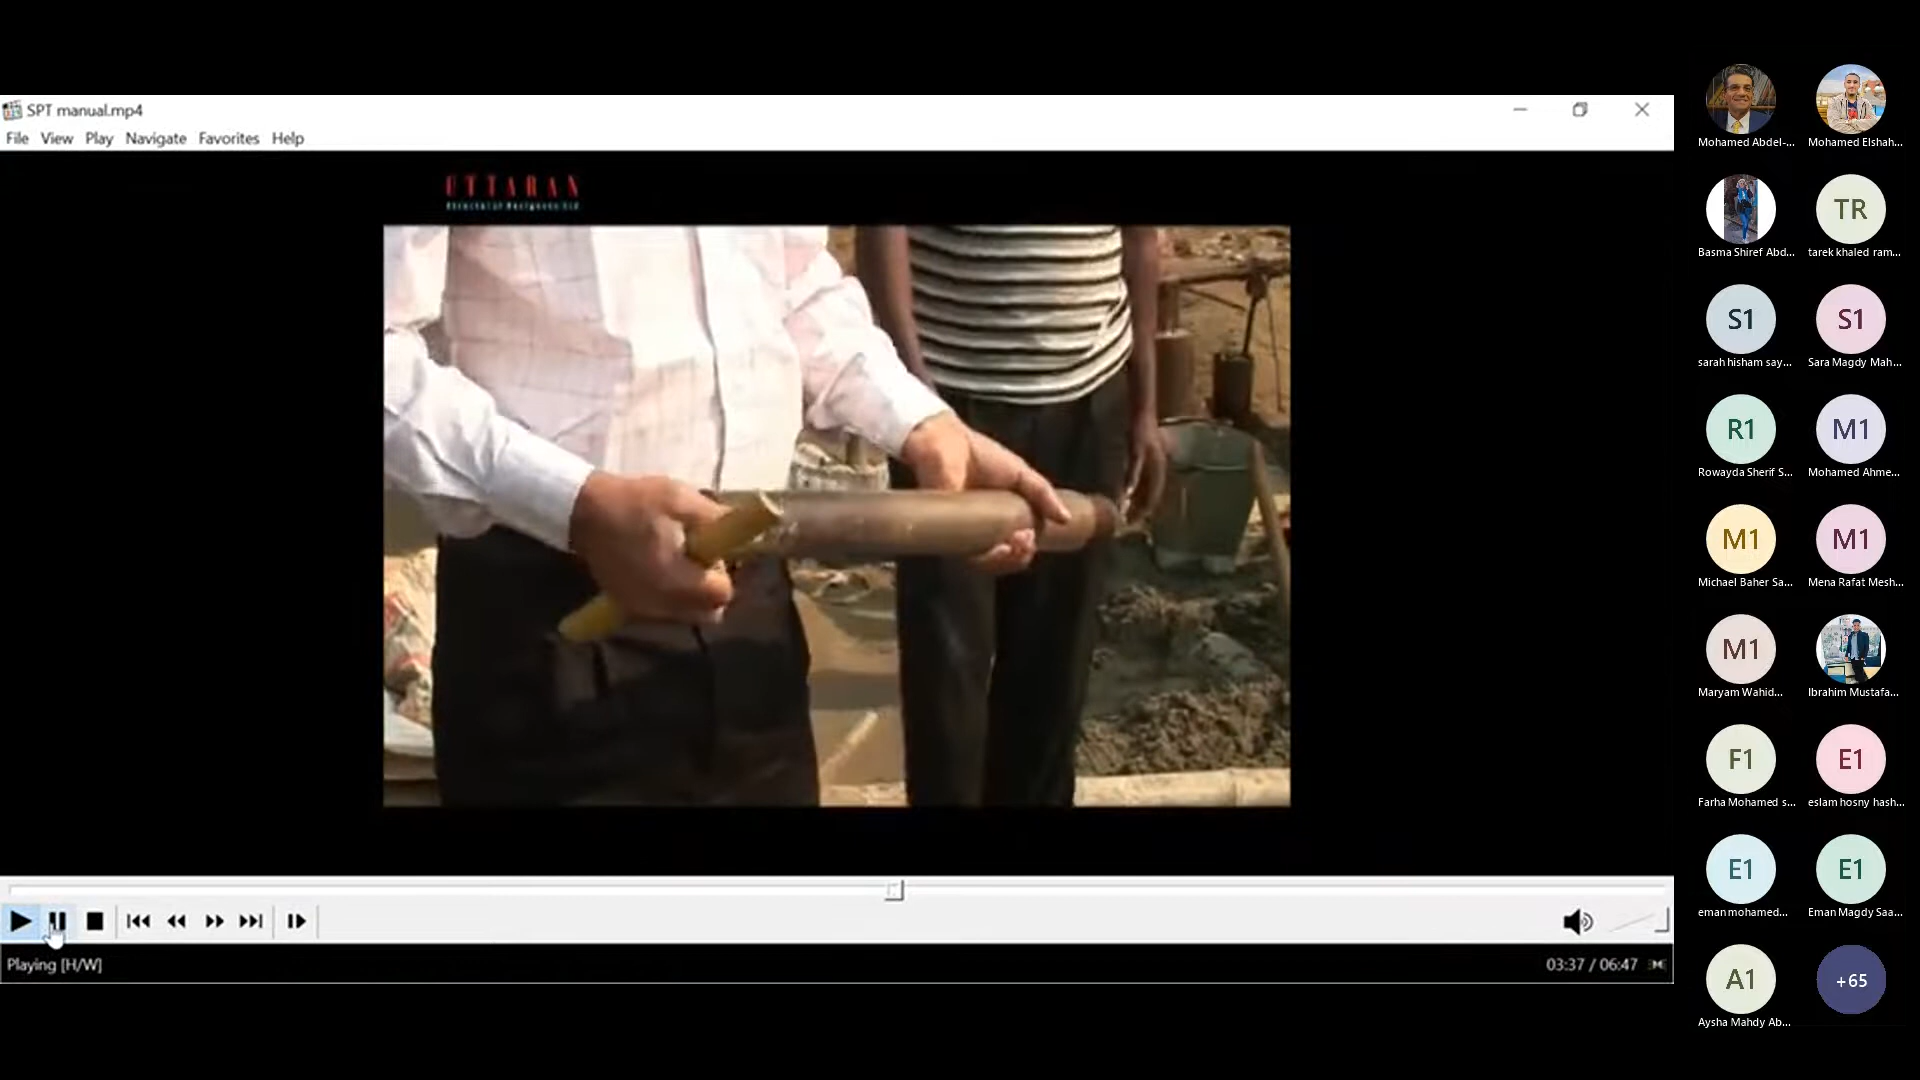 SPT manual.mp4
File View Play Navigate Favorites Help
UTTARAN
Structural Designers Ltd
Playing [H/W]
03:37 / 06:47
Mohamed Abdel-...
Mohamed Elshah...
Basma Shiref Abd...
TR
tarek khaled ram...
S1
sarah hisham say...
S1
Sara Magdy Mah...
R1
Rowayda Sherif S...
M1
Mohamed Ahme...
M1
Michael Baher Sa...
M1
Mena Rafat Mesh...
M1
Maryam Wahid...
Ibrahim Mustafa...
F1
Farha Mohamed s...
E1
eslam hosny hash...
E1
eman mohamed...
E1
Eman Magdy Saa...
A1
Aysha Mahdy Ab...
+65